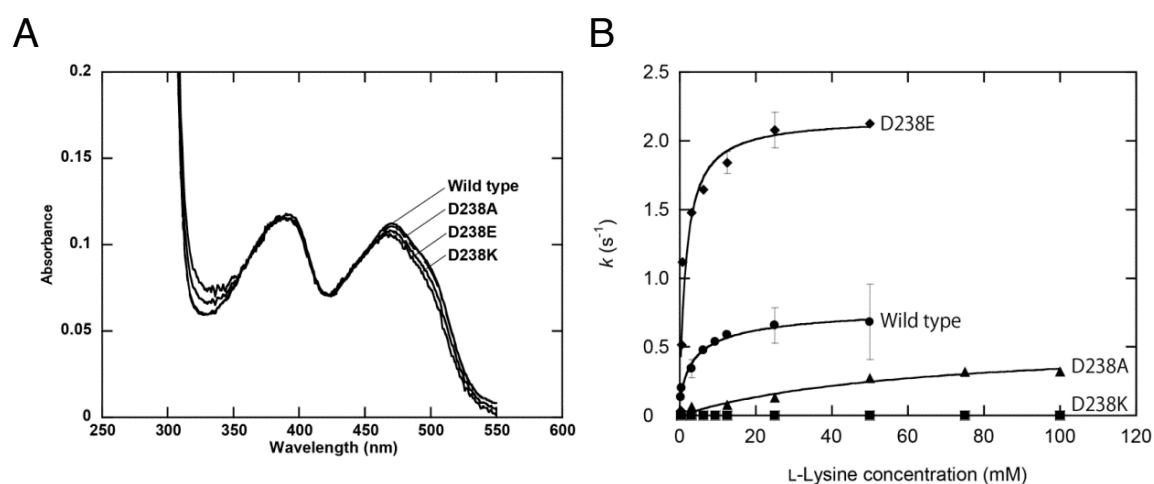 A
0.2
0.15
0.1
0.05
0
Absorbance
250 300 350 400 450 500 550 600
Wavelength (nm)
Wild type
D238A
D238E
D238K
B
2.5
2.0
1.5
1.0
0.5
0
k (s⁻¹)
0 20 40 60 80 100 120
L-Lysine concentration (mM)
D238E
Wild type
D238A
D238K